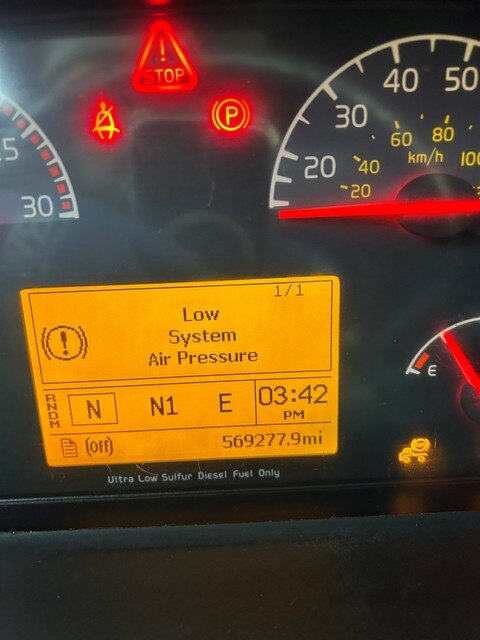 STOP
P
40
50
30
20
60
80
km/h
40
100
20
30
1/1
Low
System
Air Pressure
E
RNDM
N
N1
E
03:42
PM
(off)
569277.9mi
Ultra Low Sulfur Diesel Fuel Only